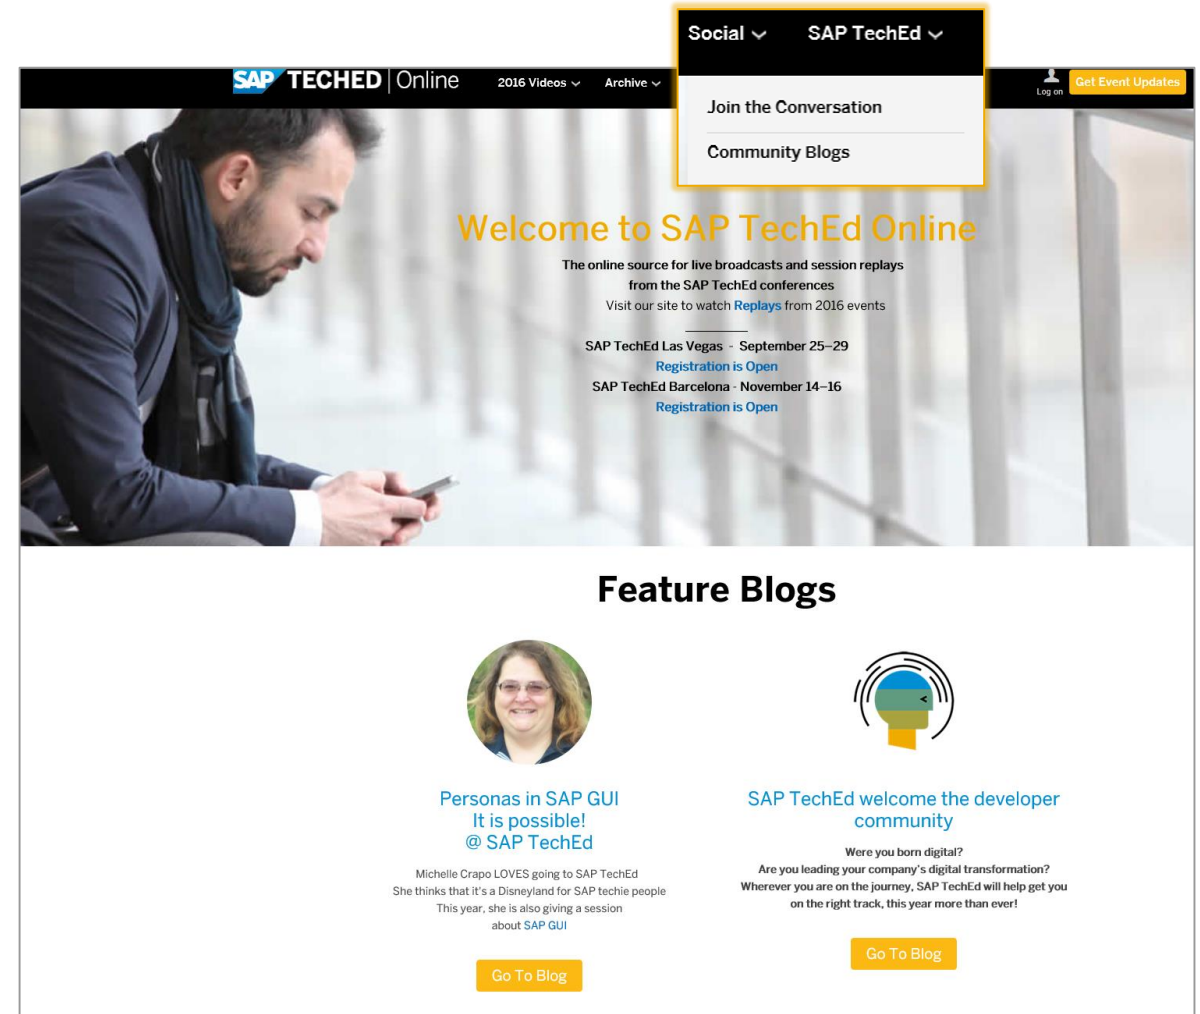 Social
SAP TechEd
SAP TECHED | Online
2016 Videos
Archive
Log on
Get Event Updates
Join the Conversation
Community Blogs
Welcome to SAP TechEd Online
The online source for live broadcasts and session replays
from the SAP TechEd conferences
Visit our site to watch Replays from 2016 events
SAP TechEd Las Vegas - September 25–29
Registration is Open
SAP TechEd Barcelona - November 14–16
Registration is Open
Feature Blogs
Personas in SAP GUI
It is possible!
@ SAP TechEd
Michelle Crapo LOVES going to SAP TechEd
She thinks that it's a Disneyland for SAP techie people
This year, she is also giving a session
about SAP GUI
Go To Blog
SAP TechEd welcome the developer
community
Were you born digital?
Are you leading your company's digital transformation?
Wherever you are on the journey, SAP TechEd will help get you
on the right track, this year more than ever!
Go To Blog